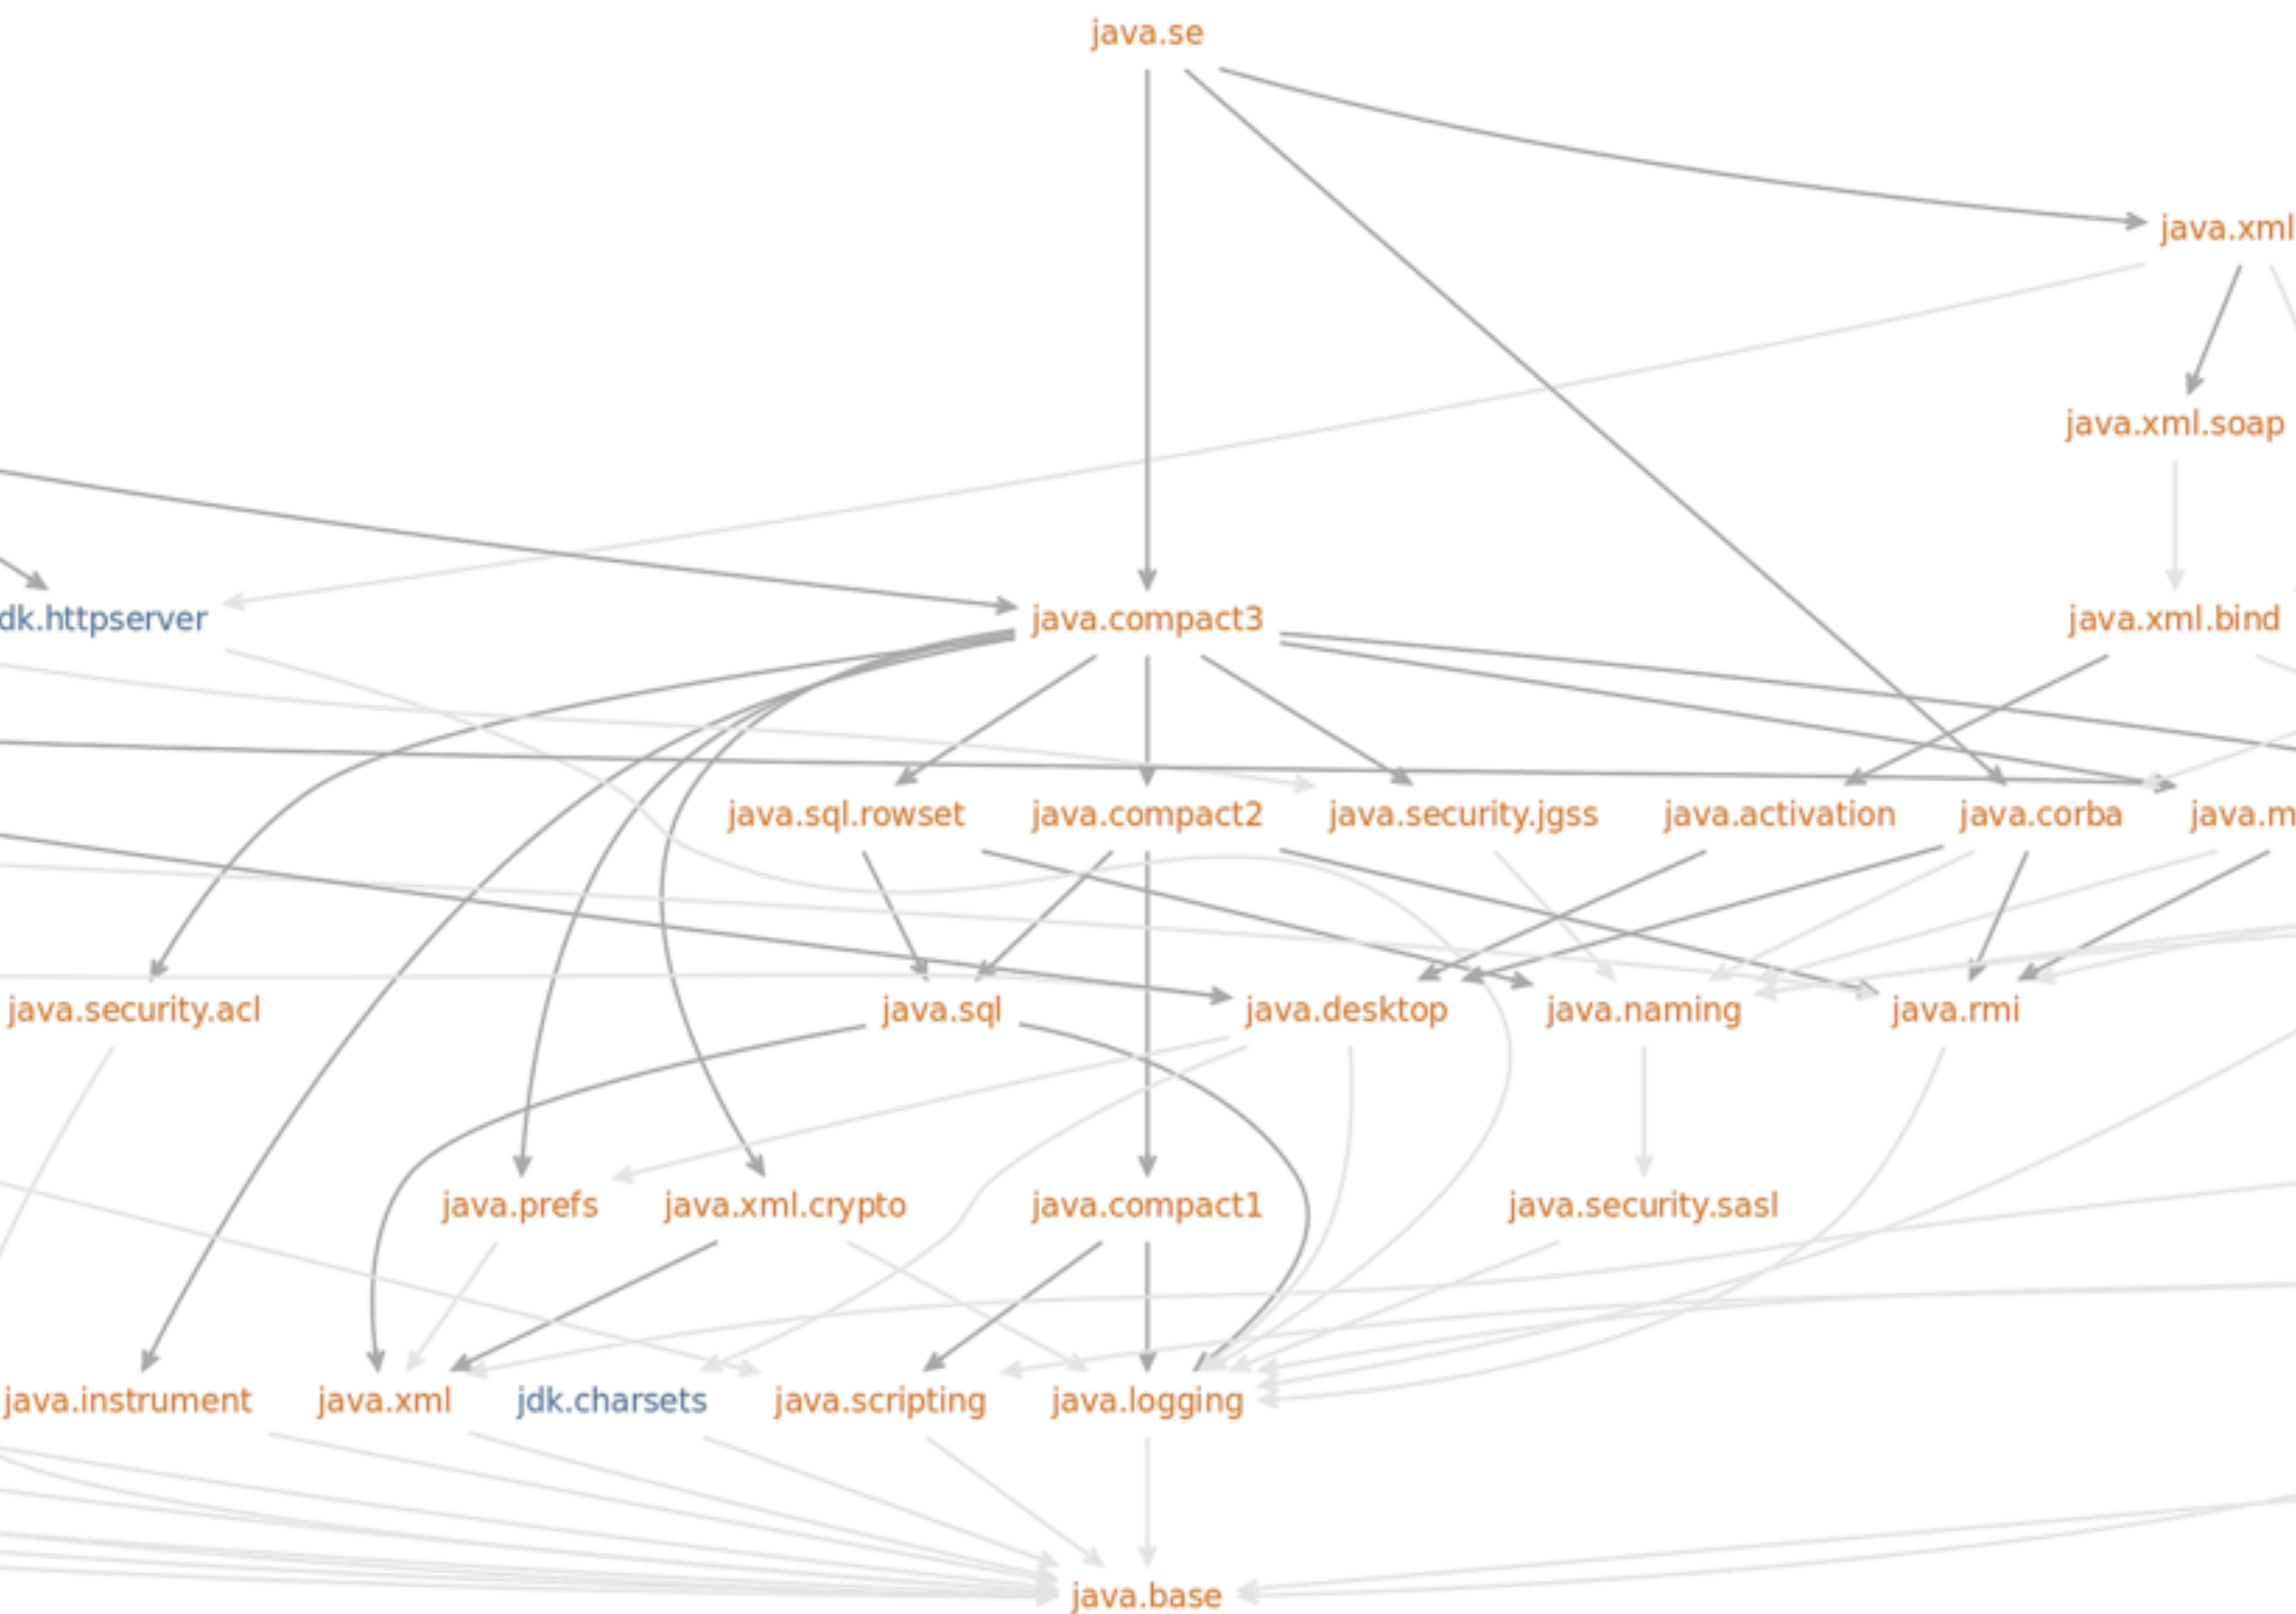 java.se
java.xml
java.xml.soap
dk.httpserver
java.compact3
java.xml.bind
java.sql.rowset
java.compact2
java.security.jgss
java.activation
java.corba
java.m
java.security.acl
java.sql
java.desktop
java.naming
java.rmi
java.prefs
java.xml.crypto
java.compact1
java.security.sasl
java.instrument
java.xml
jdk.charsets
java.scripting
java.logging
java.base